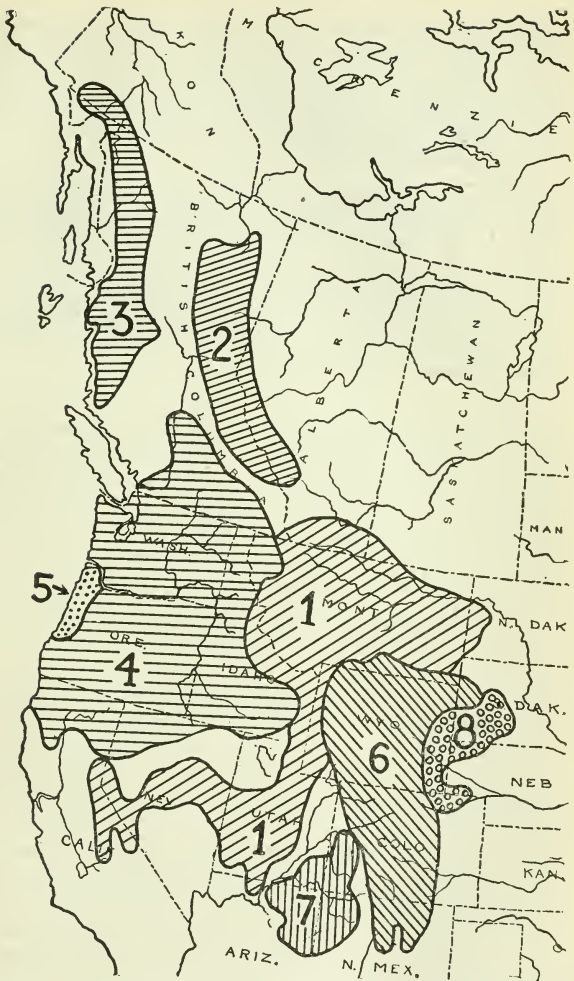 YUKON
MACKENZIE
BRITISH COLUMBIA
ALBERTA
SASKATCHEWAN
MAN
3
2
WASH.
5
1
MONT
N. DAK
ORE.
4
IDAHO
WYO
DAK.
8
6
NEB
NEV
UTAH
CAL
1
COLO
KAN.
7
ARIZ.
N. MEX.
O